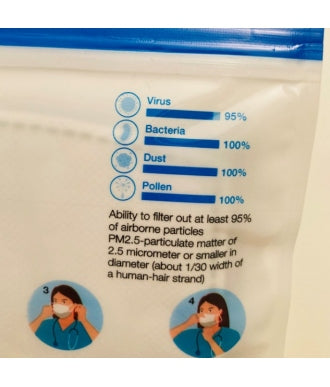 Virus
95%
Bacteria
100%
Dust
100%
Pollen
100%
Ability to filter out at least 95%
of airborne particles
PM2.5-particulate matter of
2.5 micrometer or smaller in
diameter (about 1/30 width of
a human-hair strand)
3
4